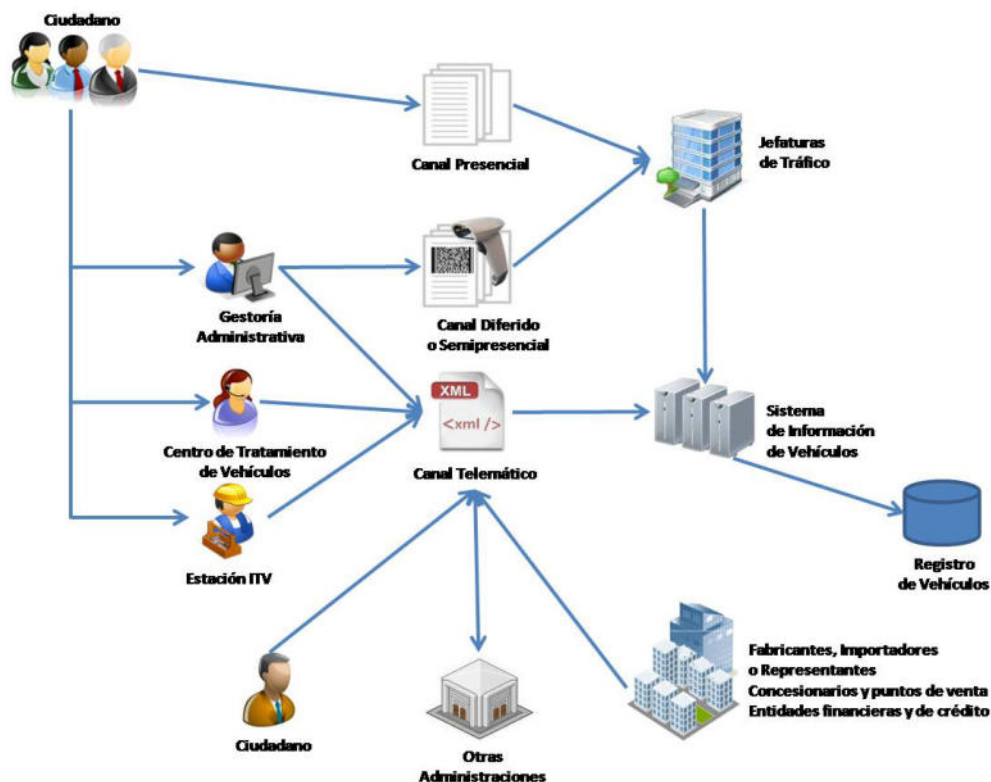 Ciudadano
Canal Presencial
Jefaturas
de Tráfico
Gestoría
Administrativa
Canal Diferido
o Semipresencial
XML
<xml />
Centro de Tratamiento
de Vehículos
Canal Telemático
Sistema
de Información
de Vehículos
Estación ITV
Registro
de Vehículos
Ciudadano
Otras
Administraciones
Fabricantes, Importadores
o Representantes
Concesionarios y puntos de venta
Entidades financieras y de crédito